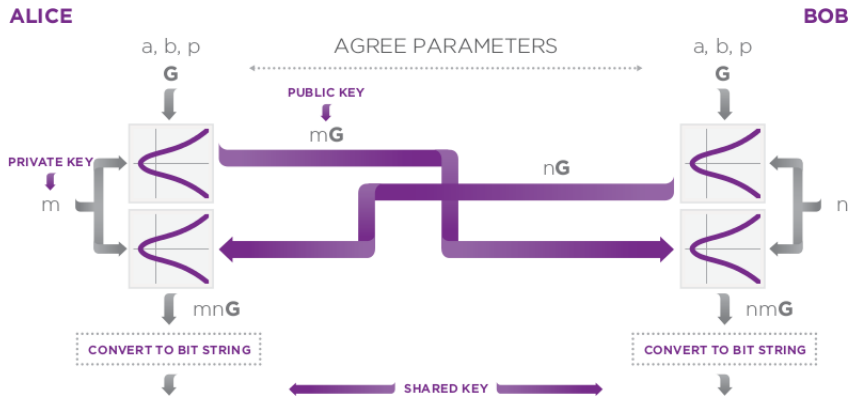 ALICE
BOB
a, b, p
AGREE PARAMETERS
a, b, p
G
G
PUBLIC KEY
mG
PRIVATE KEY
nG
m
n
mnG
nmG
CONVERT TO BIT STRING
CONVERT TO BIT STRING
SHARED KEY